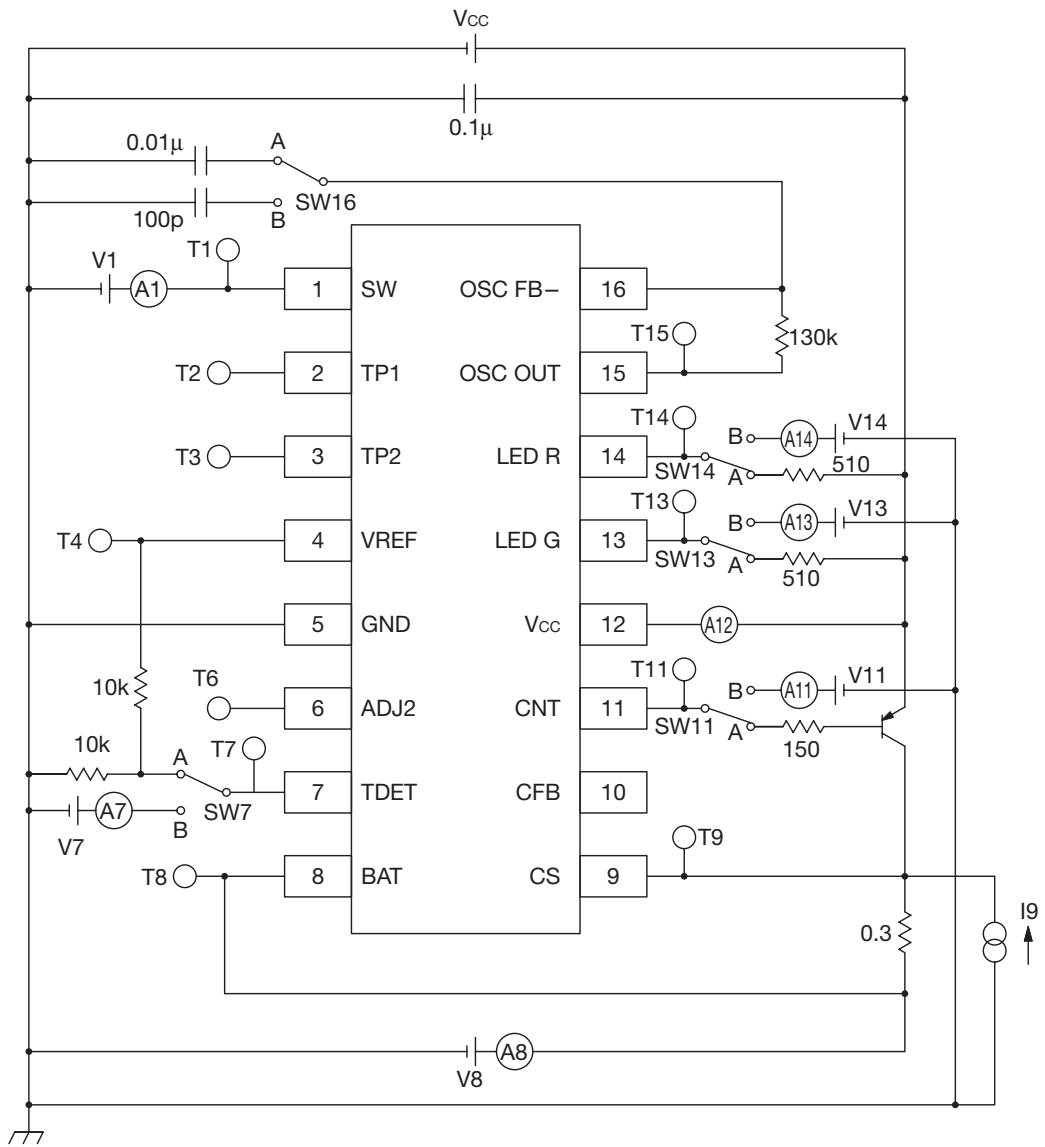 VCC
0.1μ
0.01μ
A
SW16
100p
B
T1
V1
A1
1
SW
OSC FB−
16
130k
T15
T2
2
TP1
OSC OUT
15
T14
B
A14
V14
T3
3
TP2
LED R
14
SW14
A
510
T13
B
A13
V13
T4
4
VREF
LED G
13
SW13
A
510
5
GND
VCC
12
A12
10k
T6
T11
B
A11
V11
6
ADJ2
CNT
11
SW11
A
150
10k
A
T7
SW7
7
TDET
CFB
10
A7
B
V7
T9
T8
8
BAT
CS
9
0.3
I9
A8
V8